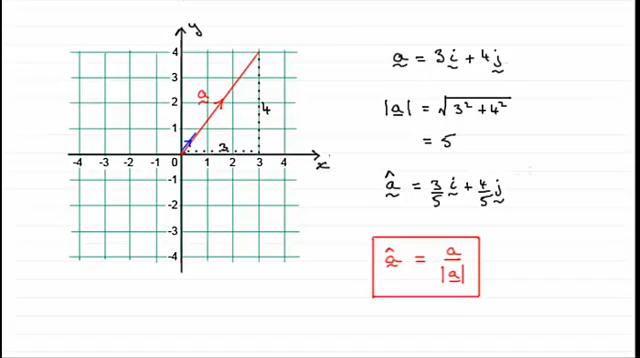 y
4
3
2
1
0
-4 -3 -2 -1 1 2 3 4
x
-1
-2
-3
-4
a
4
3
a = 3i + 4j
|a| = √3² + 4²
= 5
â = 3/5 i + 4/5 j
â = a/|a|